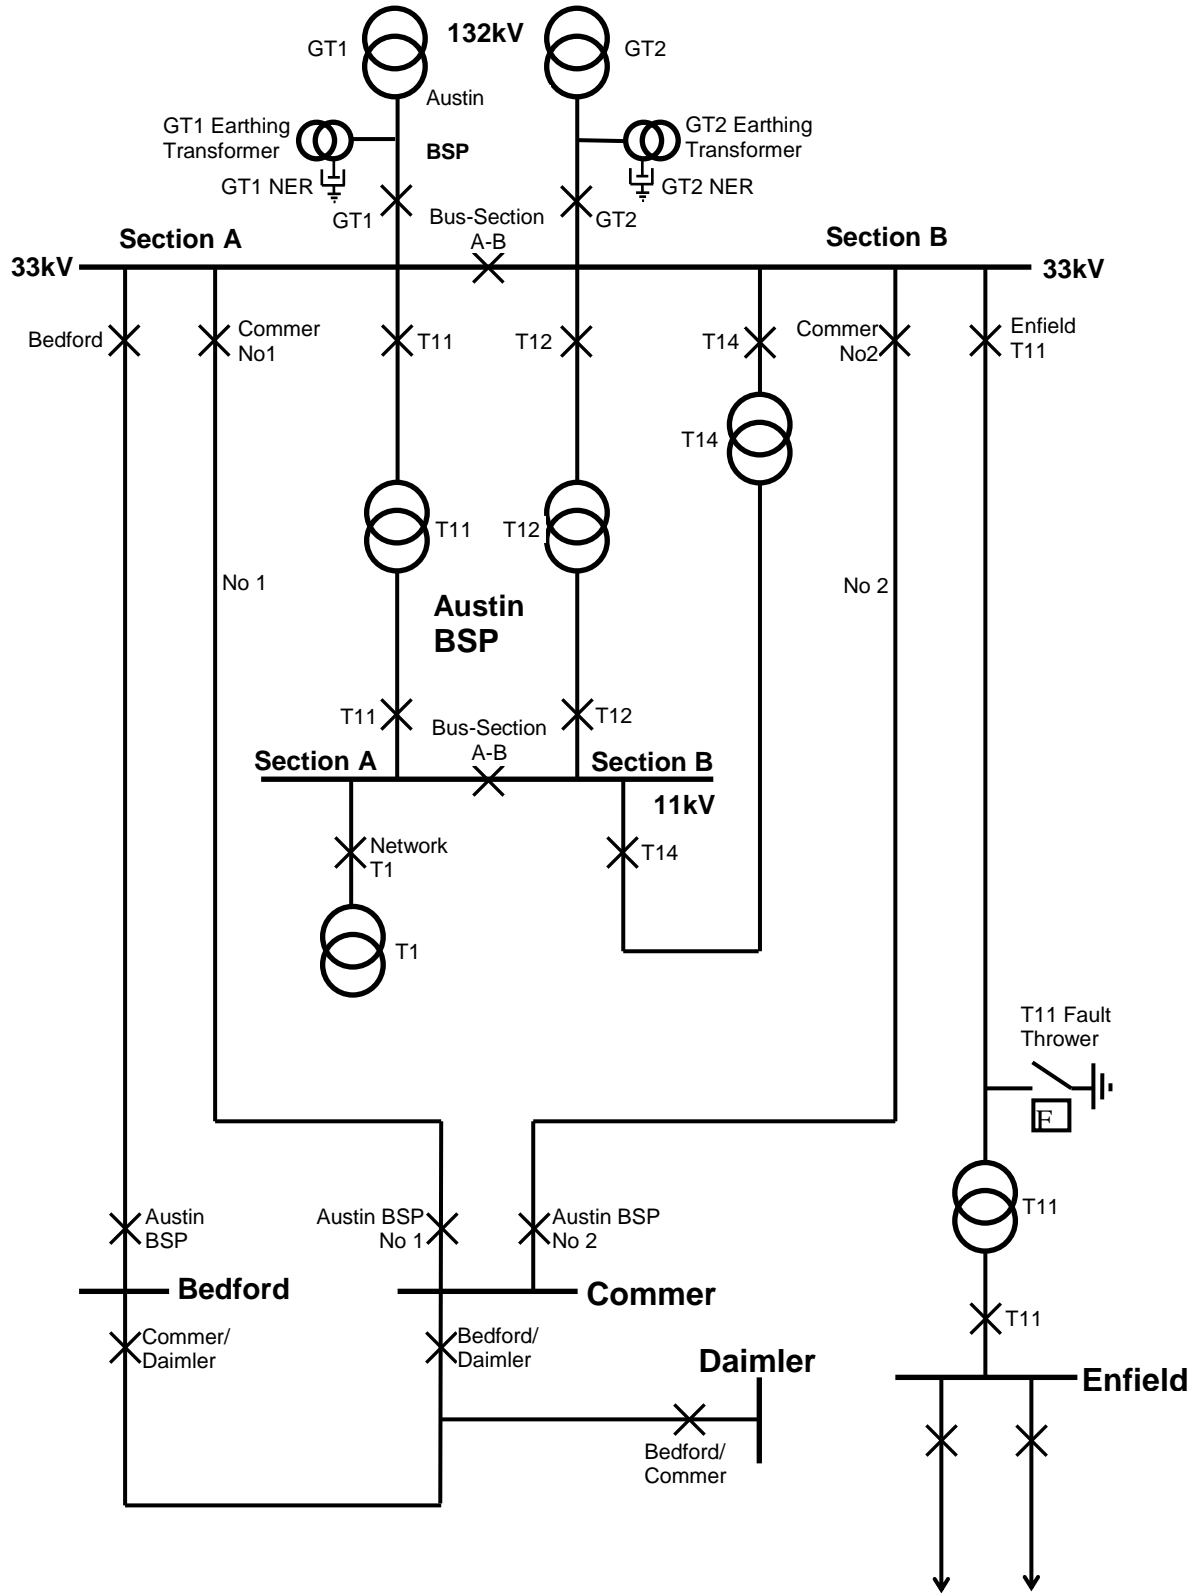 GT1
132kV
GT2
Austin
GT1 Earthing
Transformer
BSP
GT2 Earthing
Transformer
GT1 NER
GT2 NER
GT1
Bus-Section
A-B
GT2
Section A
Section B
33kV
33kV
Bedford
Commer
No1
T11
T12
T14
Commer
No2
Enfield
T11
T14
T11
T12
No 1
No 2
Austin
BSP
T11
Bus-Section
A-B
T12
Section A
Section B
11kV
Network
T1
T14
T1
T11 Fault
Thrower
F
T11
Austin
BSP
Austin BSP
No 1
Austin BSP
No 2
Bedford
Commer
T11
Commer/
Daimler
Bedford/
Daimler
Daimler
Enfield
Bedford/
Commer